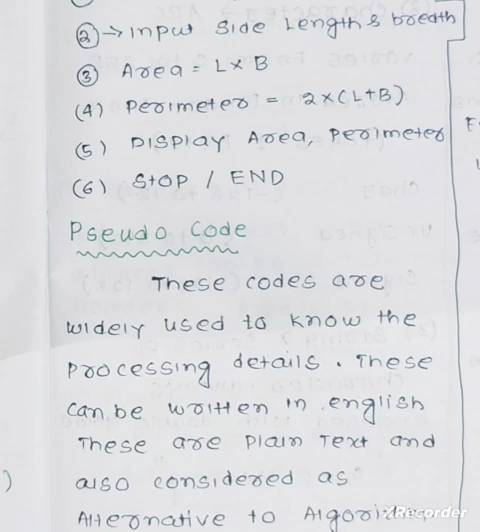 ② → Input Side Length & breadth
③ Area = L × B
(4) Perimeter = 2×(L+B)
(5) DISPlay Area, Perimeter
(6) StOP / END
Pseudo Code
These codes are
widely used to know the
Processing details. These
can be written in english
These are Plain Text and
also considered as
Alternative to Algorithm
XRecorder
)